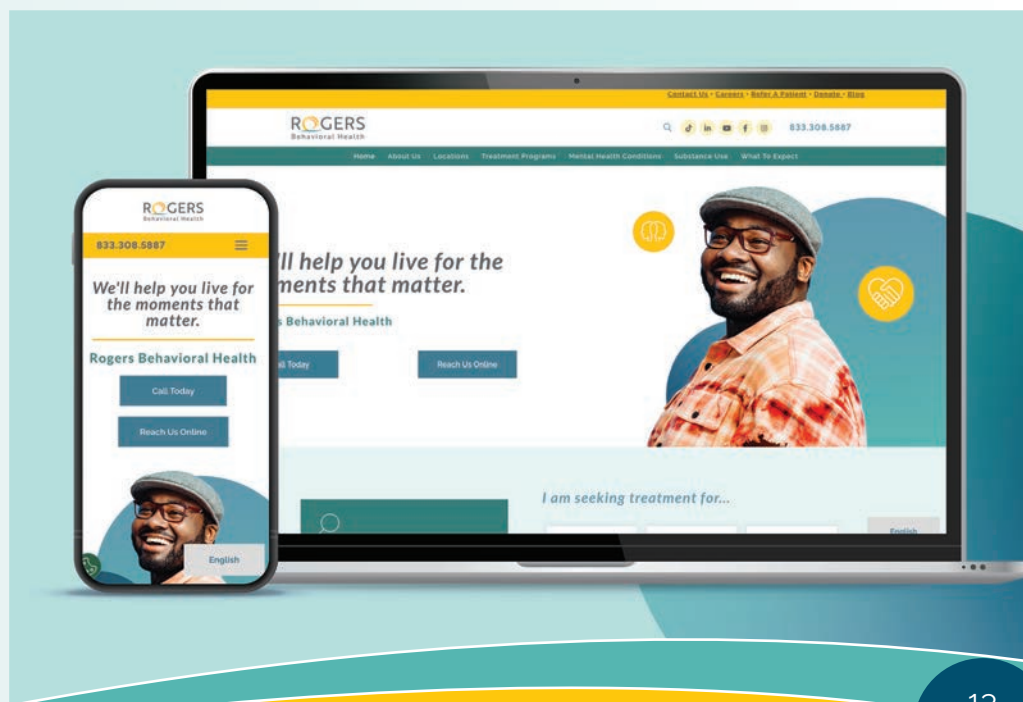 Contact Us • Careers • Refer A Patient • Donate • Blog
ROGERS
Behavioral Health
833.308.5887
Home About Us Locations Treatment Programs Mental Health Conditions Substance Use What To Expect
'll help you live for the
ments that matter.
s Behavioral Health
all Today
Reach Us Online
I am seeking treatment for...
English
ROGERS
Behavioral Health
833.308.5887
We'll help you live for
the moments that
matter.
Rogers Behavioral Health
Call Today
Reach Us Online
English